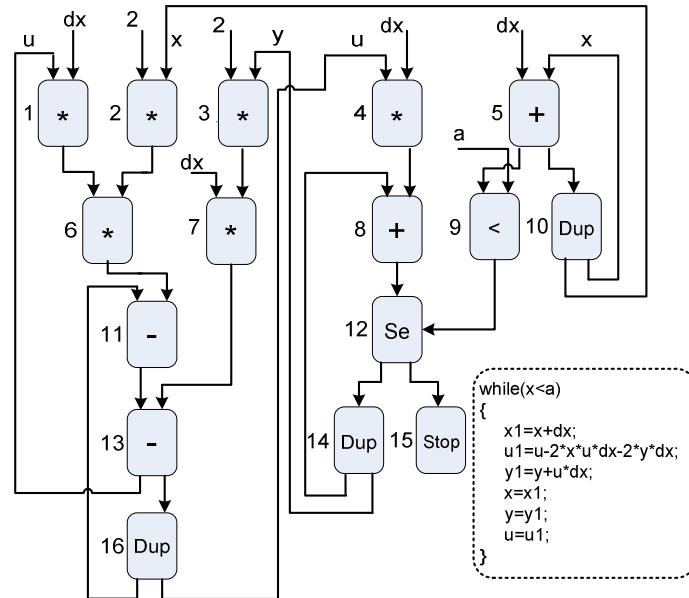 u dx 2 x 2 y u dx dx x
1 * 2 * 3 * 4 * 5 +
dx a
6 * 7 * 8 + 9 < 10 Dup
11 - 12 Se
13 - 14 Dup 15 Stop
16 Dup
while(x<a)
{
x1=x+dx;
u1=u-2*x*u*dx-2*y*dx;
y1=y+u*dx;
x=x1;
y=y1;
u=u1;
}